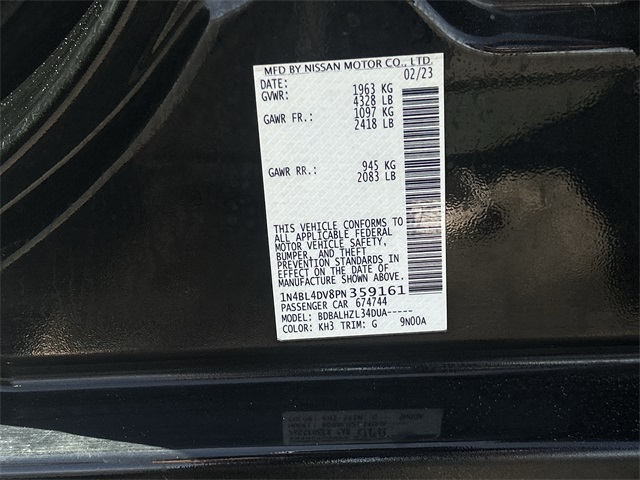 MFD BY NISSAN MOTOR CO., LTD.
DATE: 02/23
GVWR: 1963 KG
4328 LB
GAWR FR.: 1097 KG
2418 LB
GAWR RR.: 945 KG
2083 LB
THIS VEHICLE CONFORMS TO
ALL APPLICABLE FEDERAL
MOTOR VEHICLE SAFETY,
BUMPER, AND THEFT
PREVENTION STANDARDS IN
EFFECT ON THE DATE OF
MANUFACTURE SHOWN ABOVE.
1N4BL4DV8PN359161
PASSENGER CAR 674744
MODEL: BDBALHZL34DUA-----
COLOR: KH3 TRIM: G 9N00A